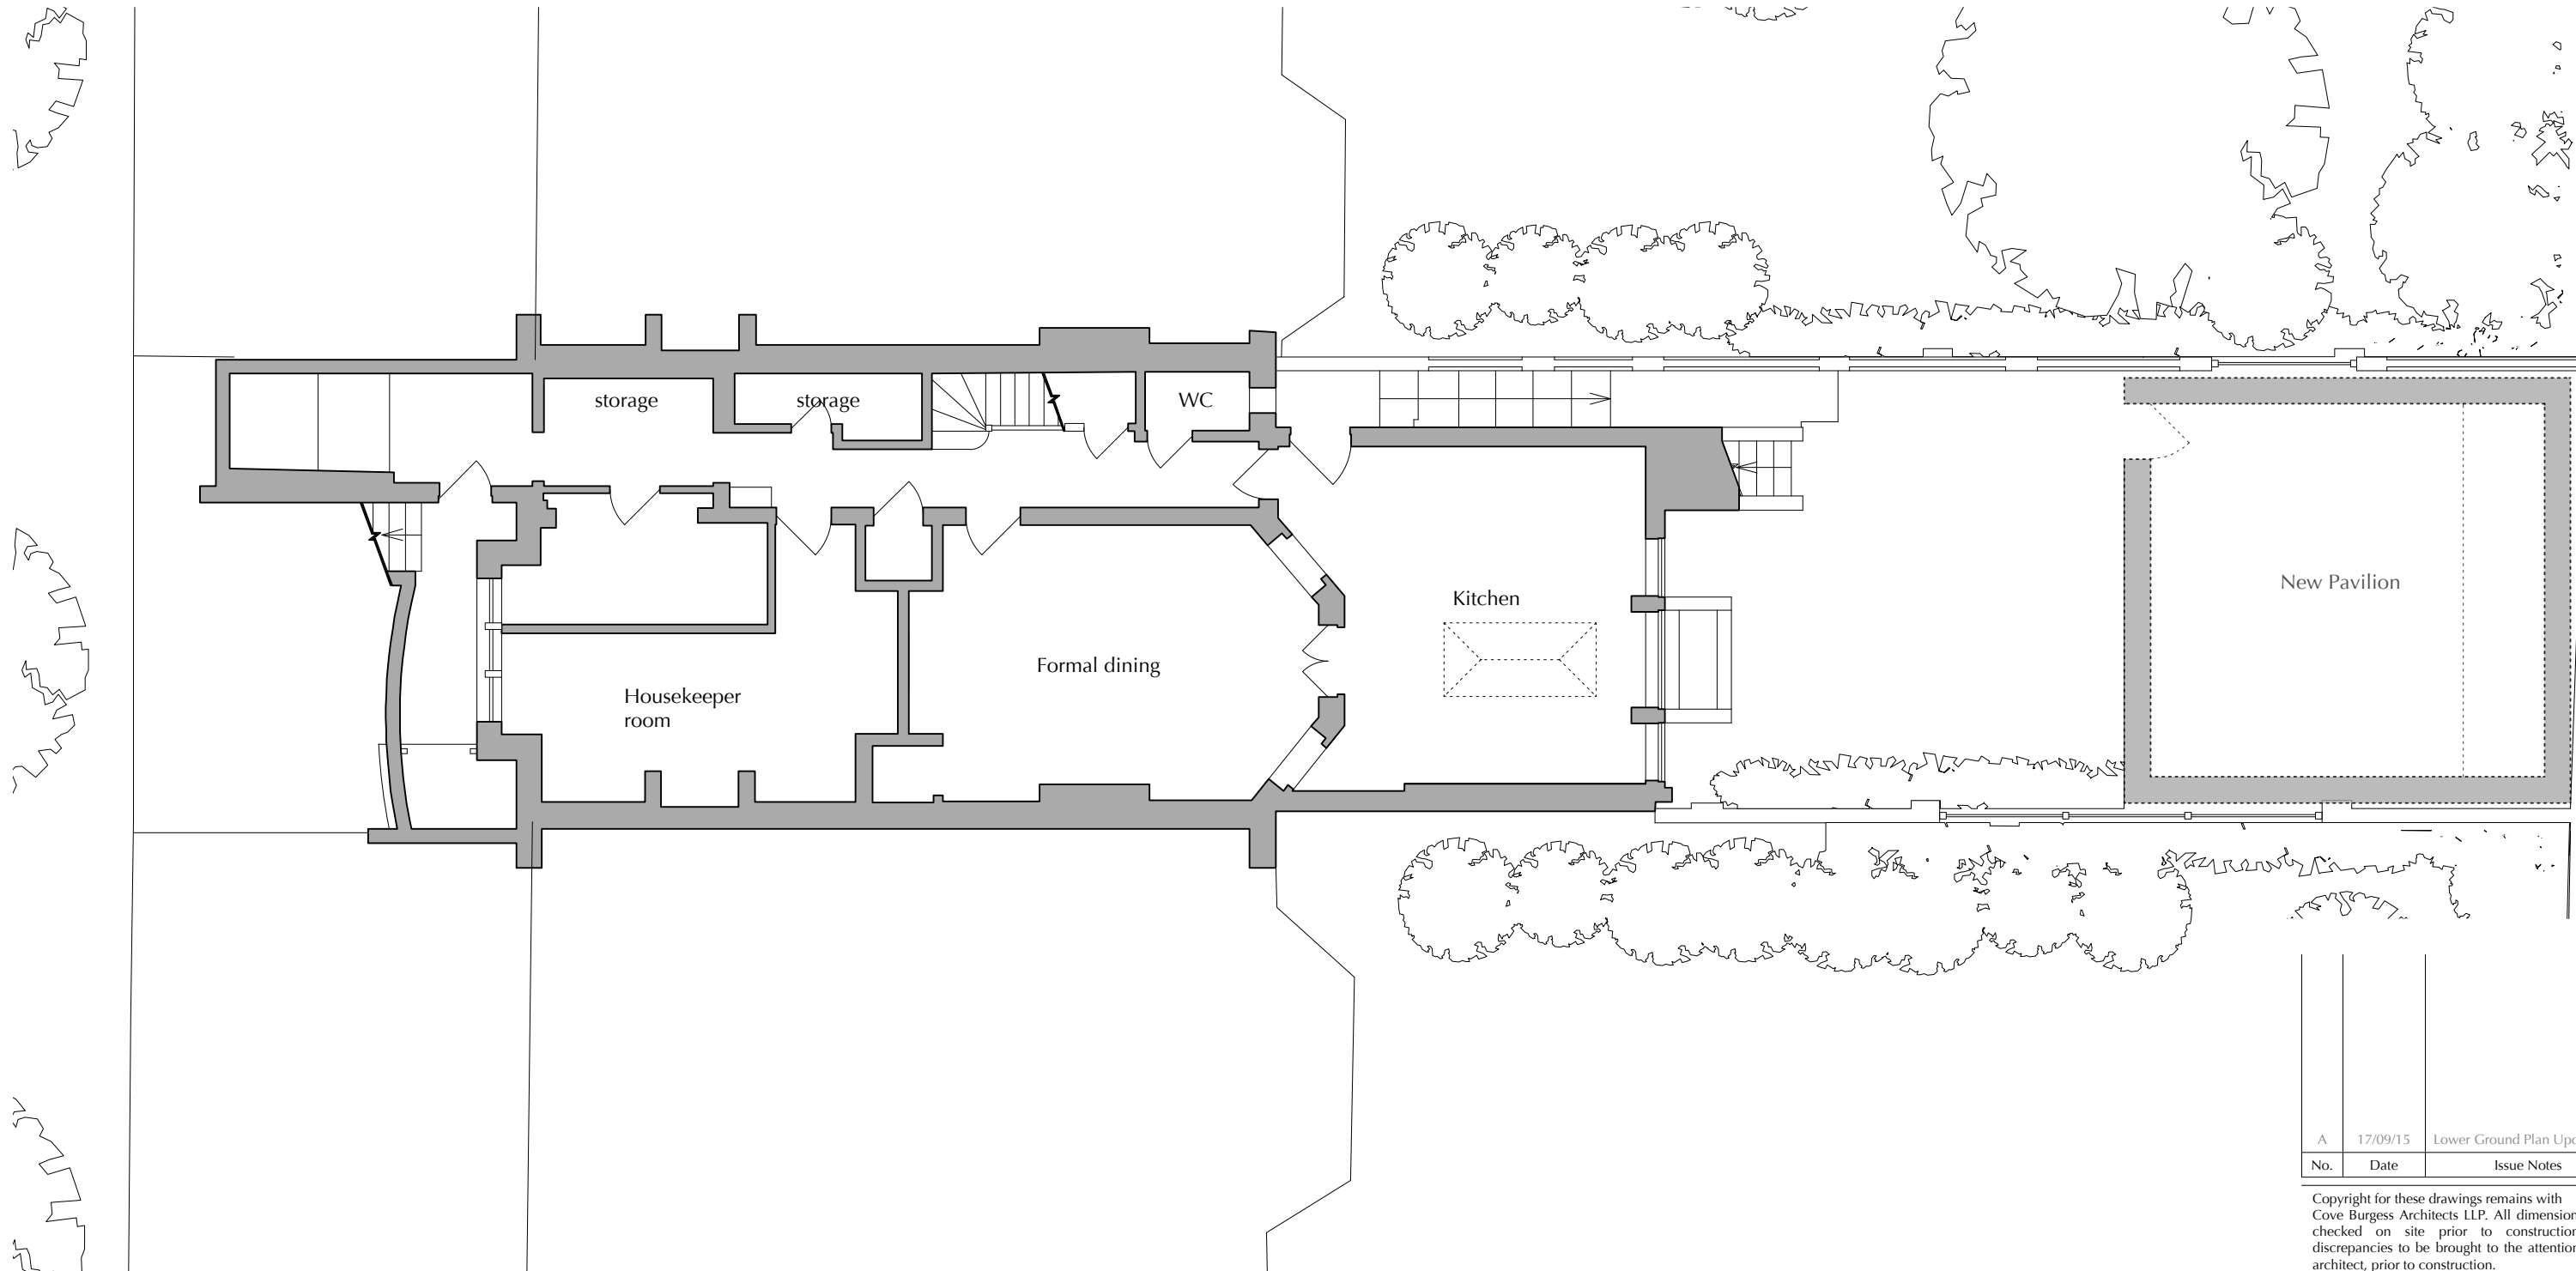 storage
storage
WC
Kitchen
New Pavilion
Formal dining
Housekeeper
room
A 17/09/15 Lower Ground Plan
No. Date Issue Notes
Copyright for these drawings remains with
Cove Burgess Architects LLP. All dimension
checked on site prior to construction
discrepancies to be brought to the attention
architect, prior to construction.